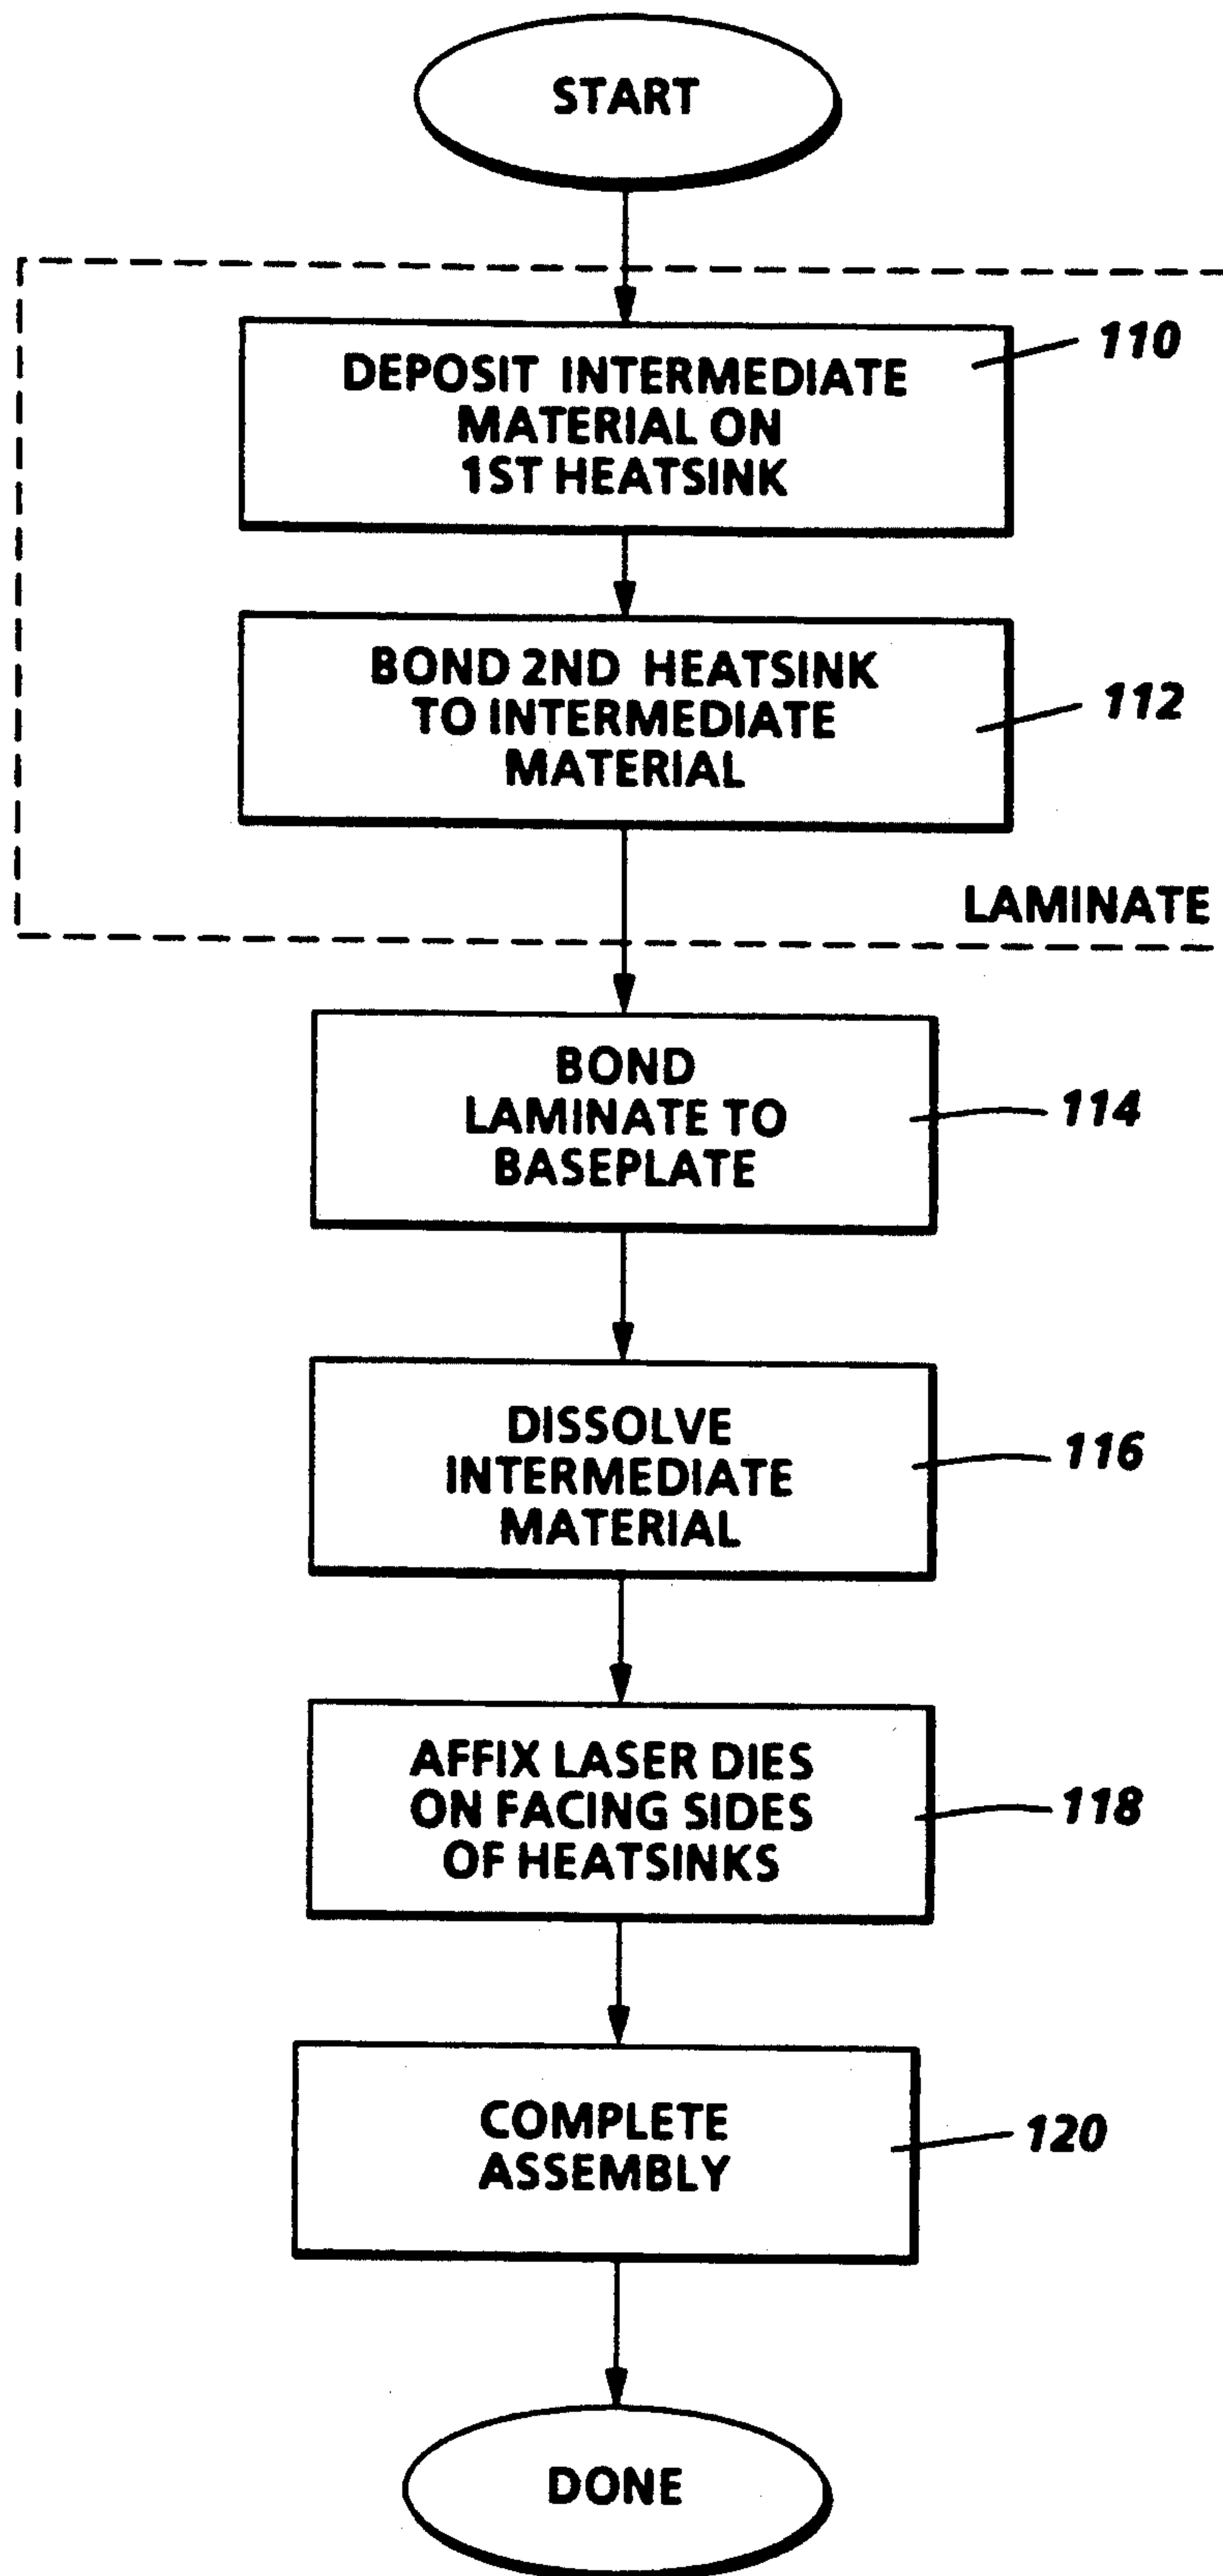 START
DEPOSIT INTERMEDIATE
MATERIAL ON
1ST HEATSINK
110
BOND 2ND HEATSINK
TO INTERMEDIATE
MATERIAL
112
LAMINATE
BOND
LAMINATE TO
BASEPLATE
114
DISSOLVE
INTERMEDIATE
MATERIAL
116
AFFIX LASER DIES
ON FACING SIDES
OF HEATSINKS
118
COMPLETE
ASSEMBLY
120
DONE